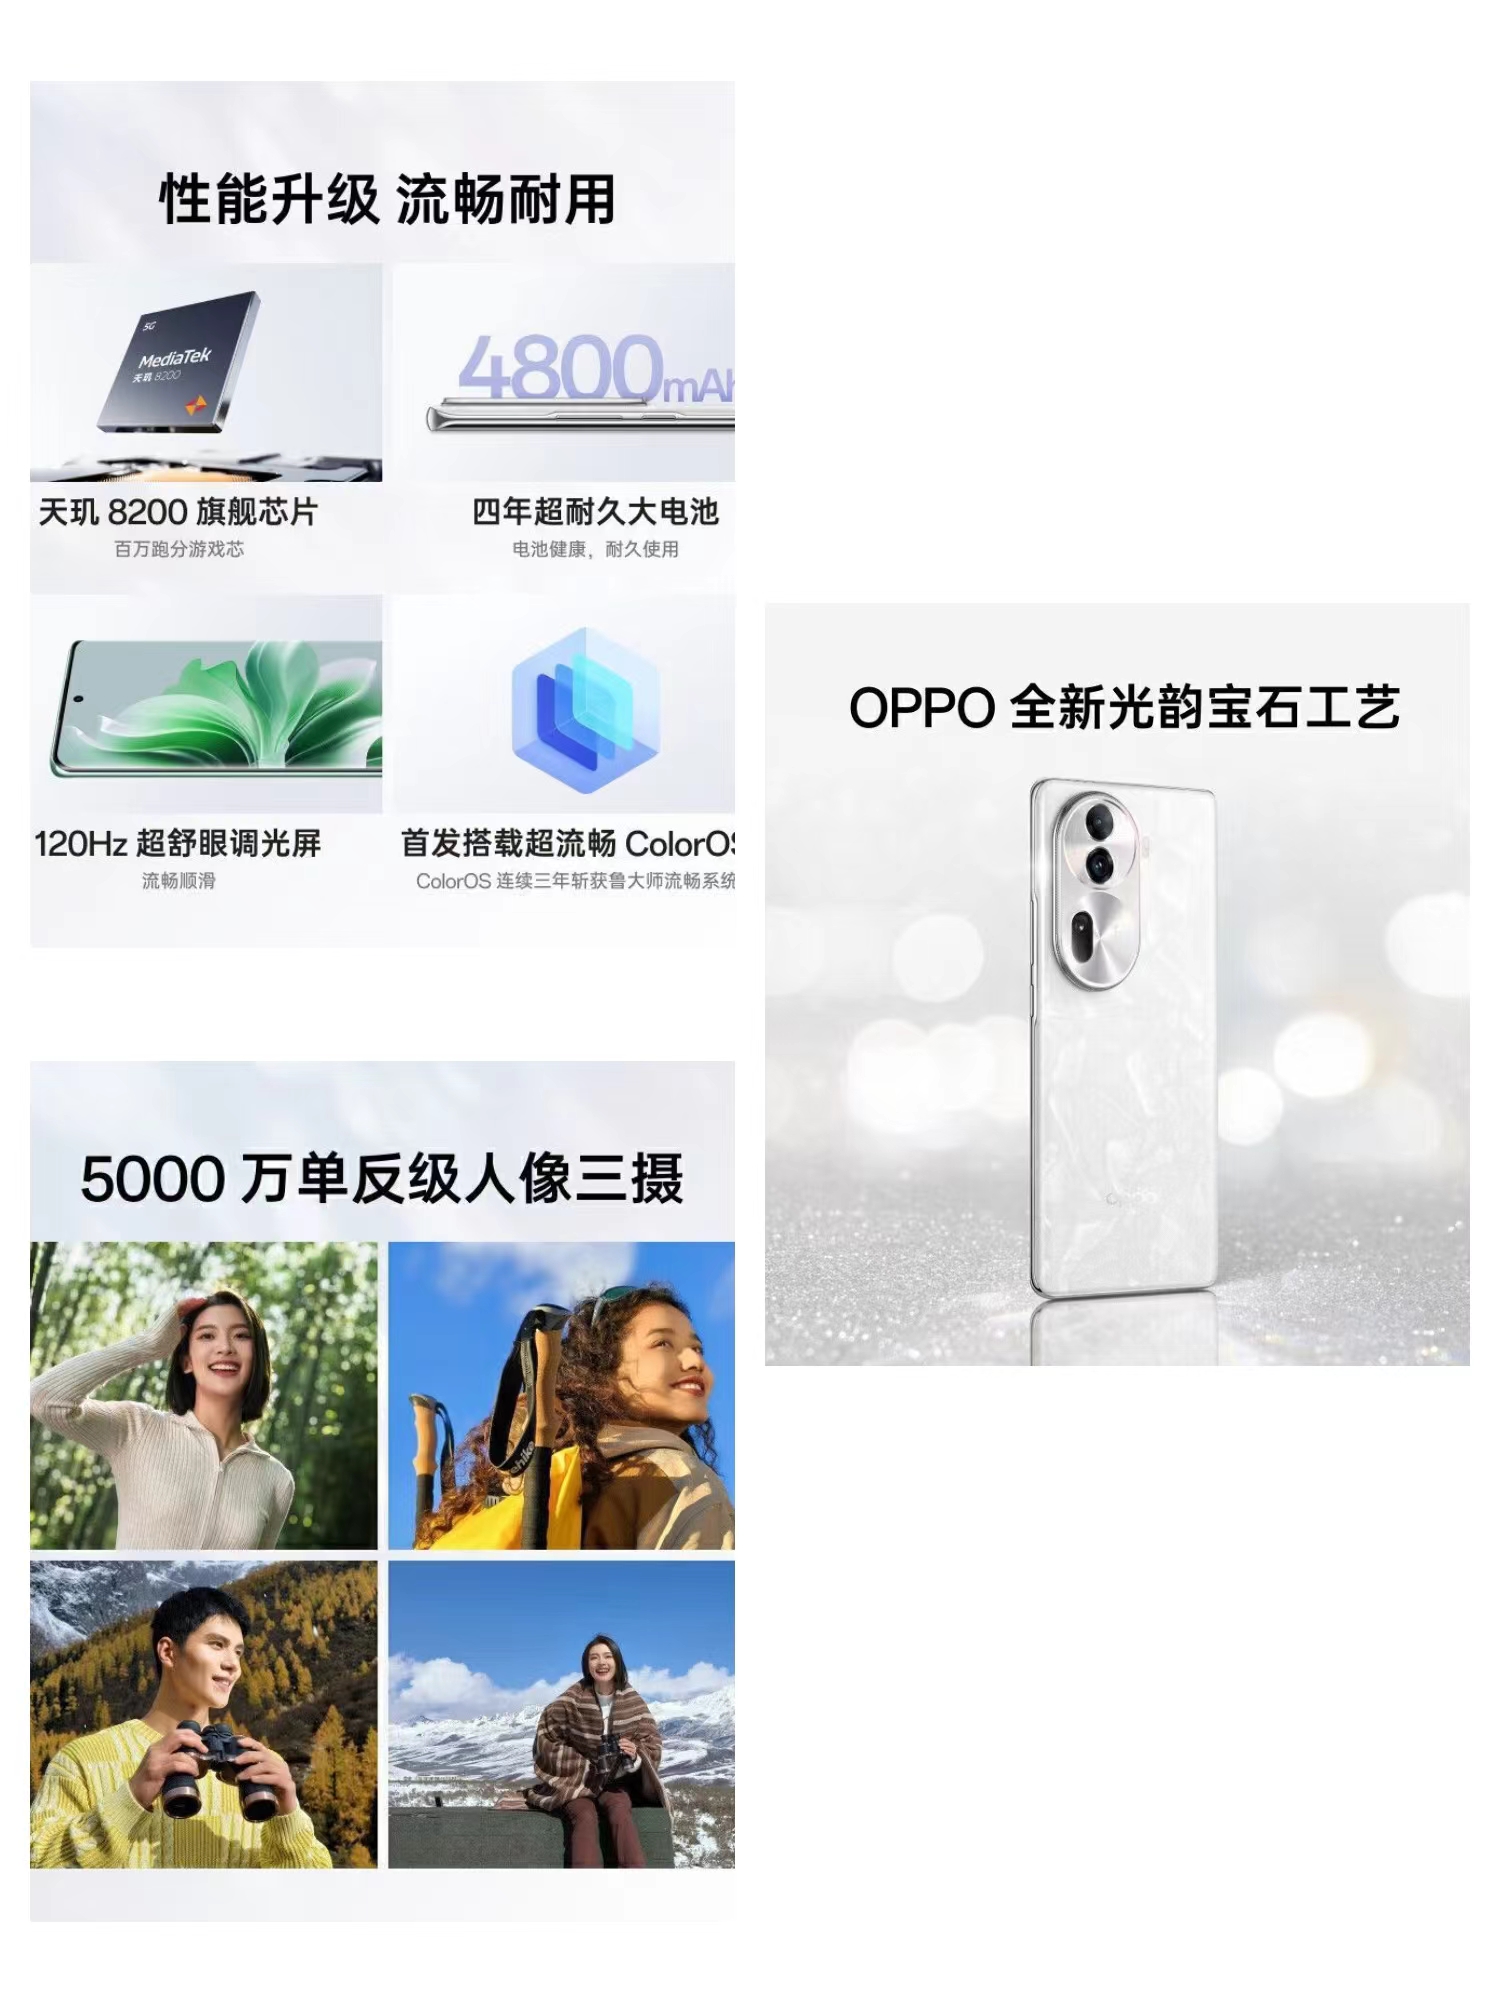 性能升级 流畅耐用
5G
MediaTek
天玑 8200
4800mAh
天玑 8200 旗舰芯片
百万跑分游戏芯
四年超耐久大电池
电池健康，耐久使用
120Hz 超舒眼调光屏
流畅顺滑
首发搭载超流畅 ColorOS
ColorOS 连续三年斩获鲁大师流畅系统
OPPO 全新光韵宝石工艺
oppo
5000 万单反级人像三摄